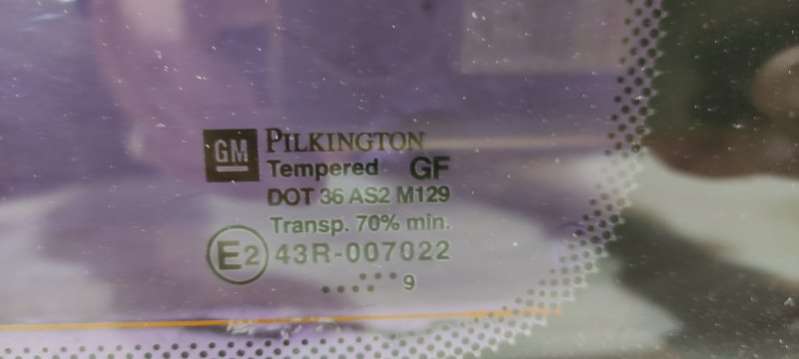 GM PILKINGTON
Tempered GF
DOT 36 AS2 M129
Transp. 70% min.
E2 43R-007022
9